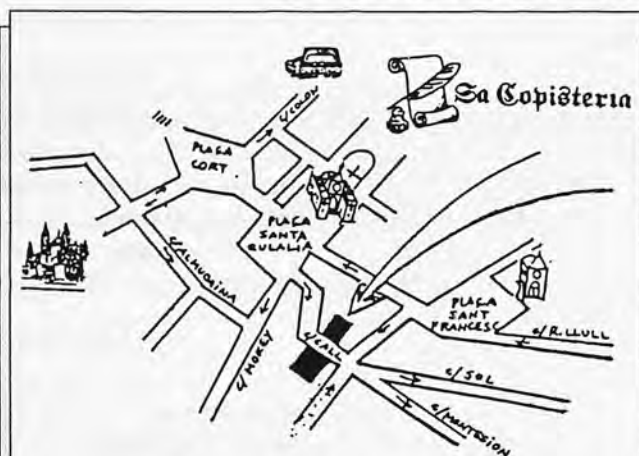 Sa Copisteria
C/COLON
PLAÇA
CORT
PLAÇA
SANTA
EULALIA
C/ALMUDAINA
C/MOREY
C/CALL
PLAÇA
SANT
FRANCESC
C/R.LLULL
C/SOL
C/MONTESION